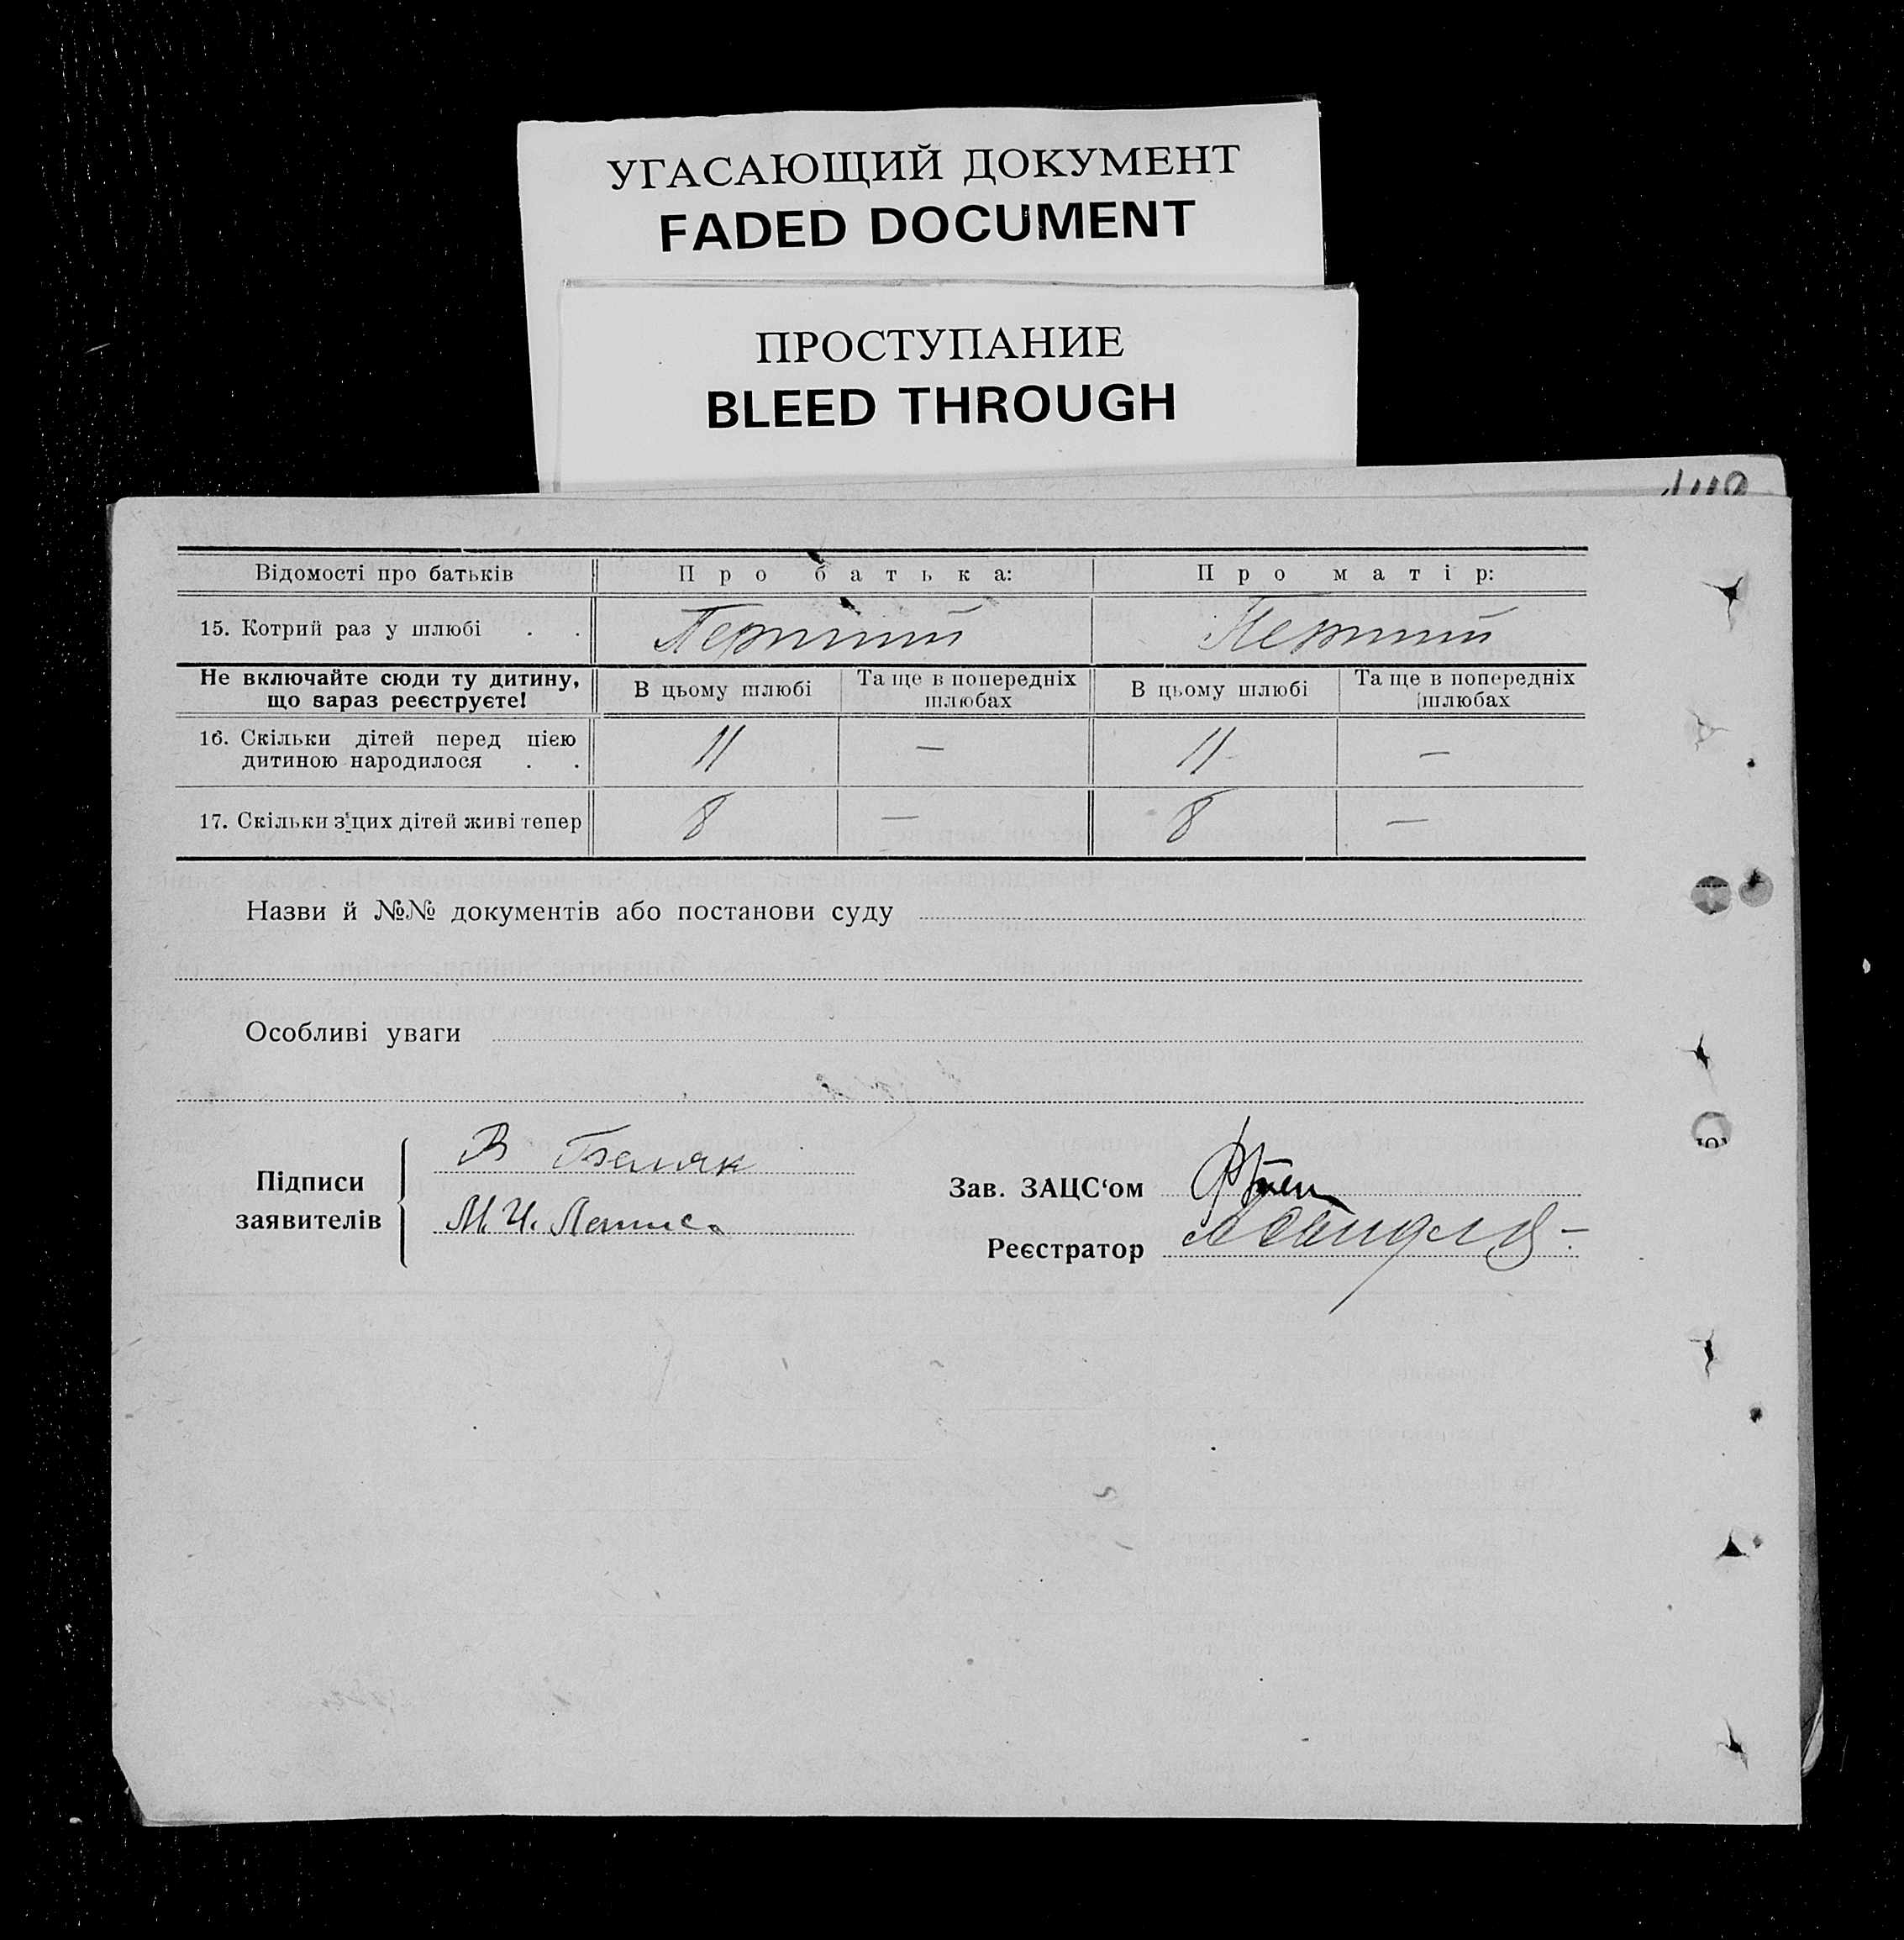 УГАСАЮЩИЙ ДОКУМЕНТ
FADED DOCUMENT
ПРОСТУПАНИЕ
BLEED THROUGH
Відомості про батьків Про батька: Про матір:
15. Котрий раз у шлюбі . . Перший Перший
Не включайте сюди ту дитину, що зараз реєструєте! В цьому шлюбі Та ще в попередніх шлюбах В цьому шлюбі Та ще в попередніх шлюбах
16. Скільки дітей перед цією дитиною народилося . . 11 — 11 —
17. Скільки з цих дітей живі тепер 8 — 8 —
Назви й №№ документів або постанови суду
Особливі уваги
Підписи заявителів
В Беляк
М. И.
Зав. ЗАЦС‘ом
Реєстратор